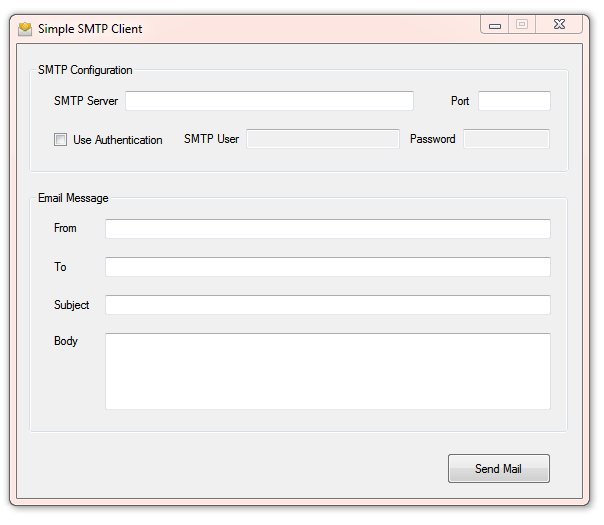 Simple SMTP Client
SMTP Configuration
SMTP Server Port
Use Authentication SMTP User Password
Email Message
From
To
Subject
Body
Send Mail